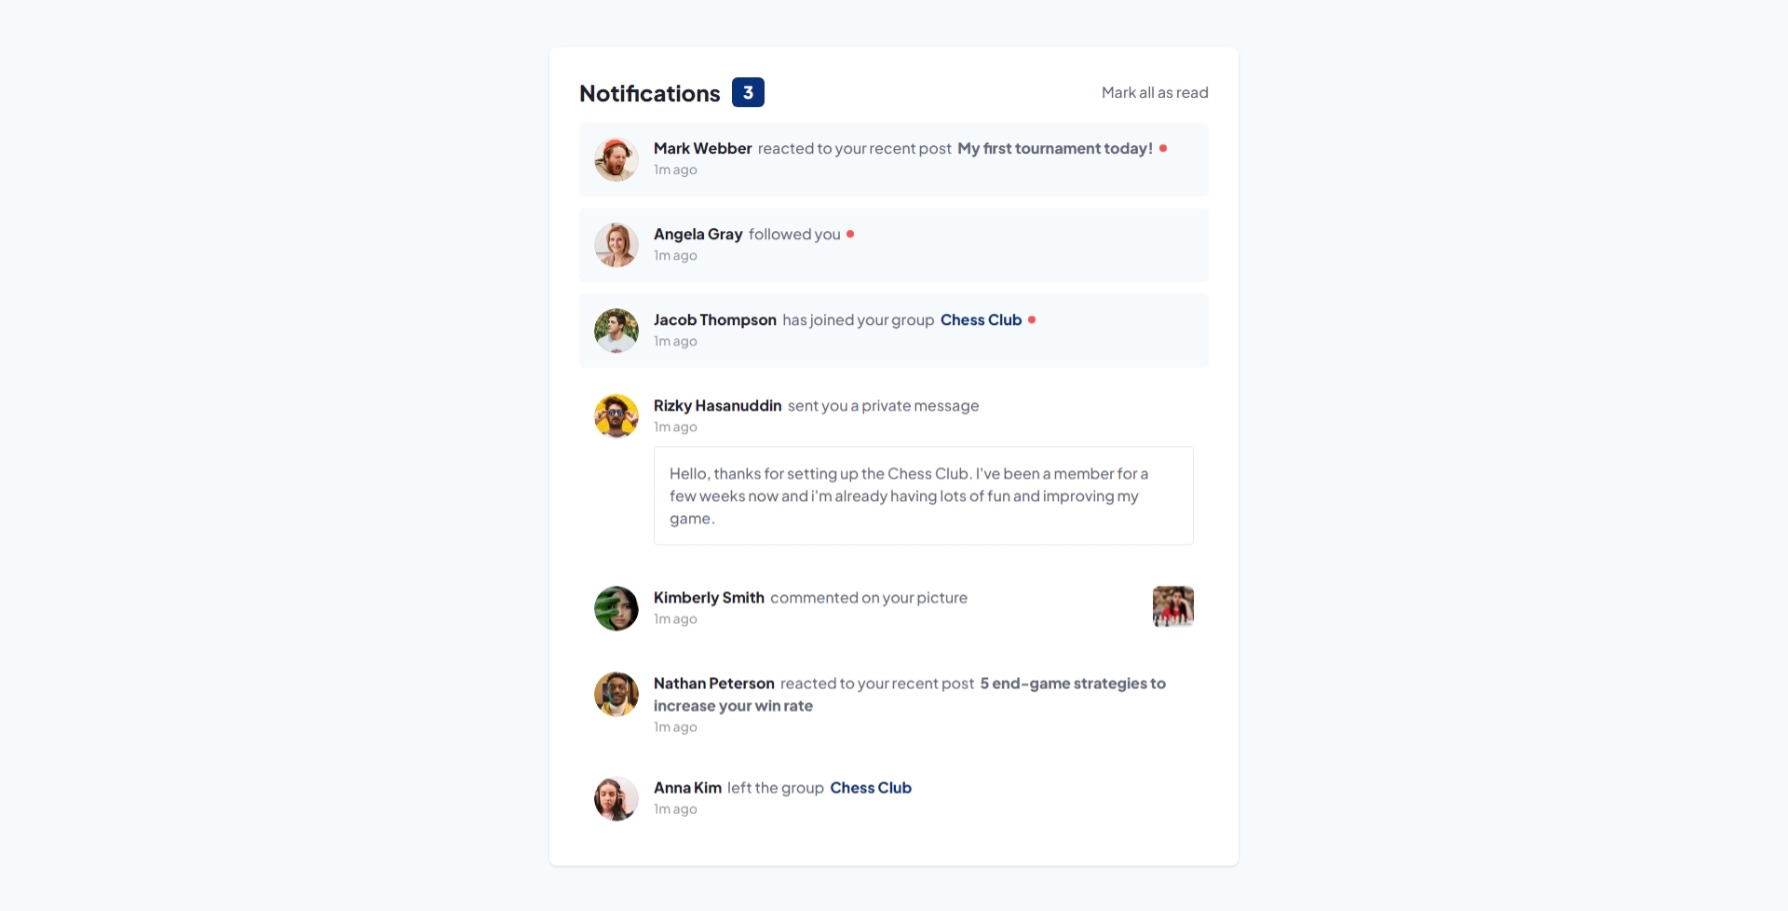 Notifications 3
Mark all as read
Mark Webber reacted to your recent post My first tournament today!
1m ago
Angela Gray followed you
1m ago
Jacob Thompson has joined your group Chess Club
1m ago
Rizky Hasanuddin sent you a private message
1m ago
Hello, thanks for setting up the Chess Club. I've been a member for a
few weeks now and i'm already having lots of fun and improving my
game.
Kimberly Smith commented on your picture
1m ago
Nathan Peterson reacted to your recent post 5 end-game strategies to
increase your win rate
1m ago
Anna Kim left the group Chess Club
1m ago